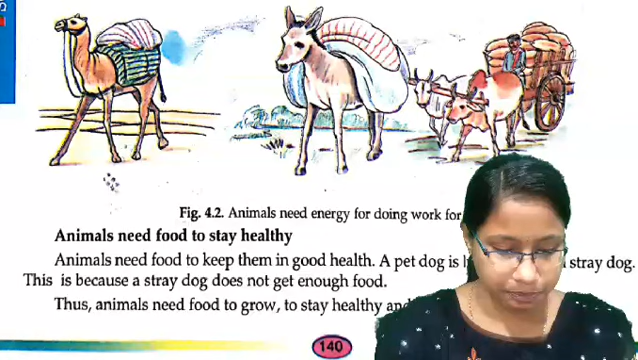 Fig. 4.2. Animals need energy for doing work for
Animals need food to stay healthy
Animals need food to keep them in good health. A pet dog is stray dog.
This is because a stray dog does not get enough food.
Thus, animals need food to grow, to stay healthy and
140